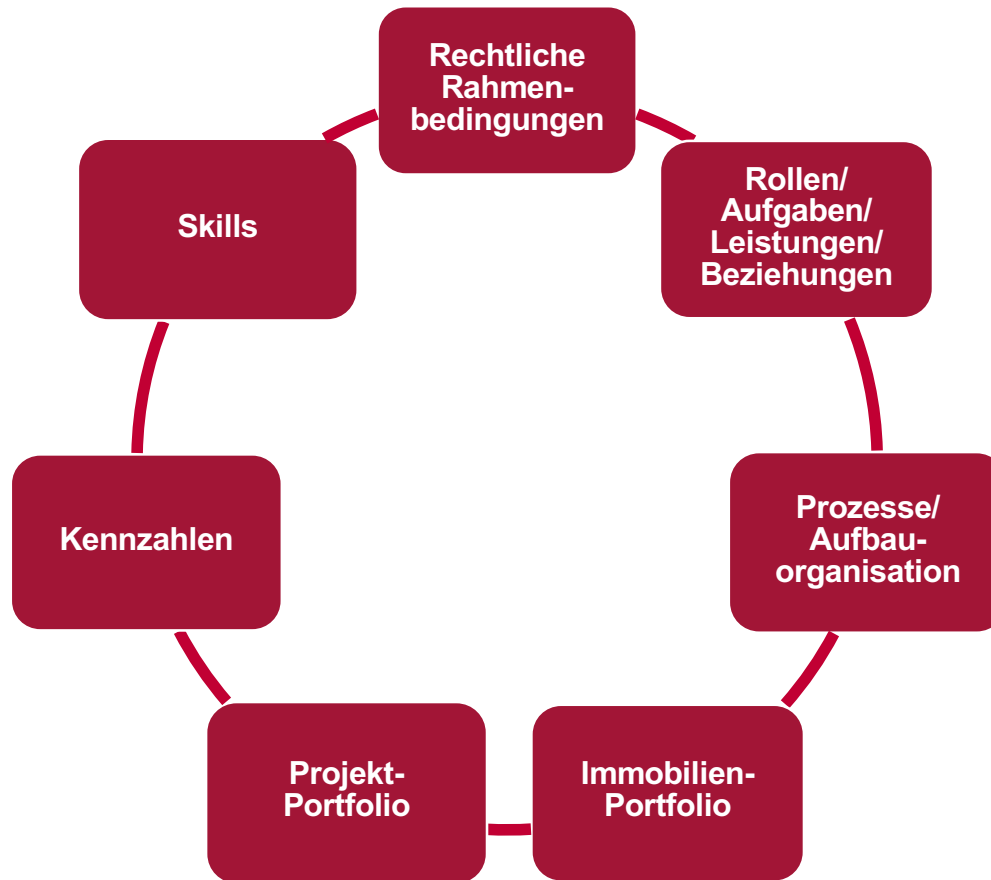 Rechtliche
Rahmen-
bedingungen
Rollen/
Aufgaben/
Leistungen/
Beziehungen
Prozesse/
Aufbau-
organisation
Immobilien-
Portfolio
Projekt-
Portfolio
Kennzahlen
Skills